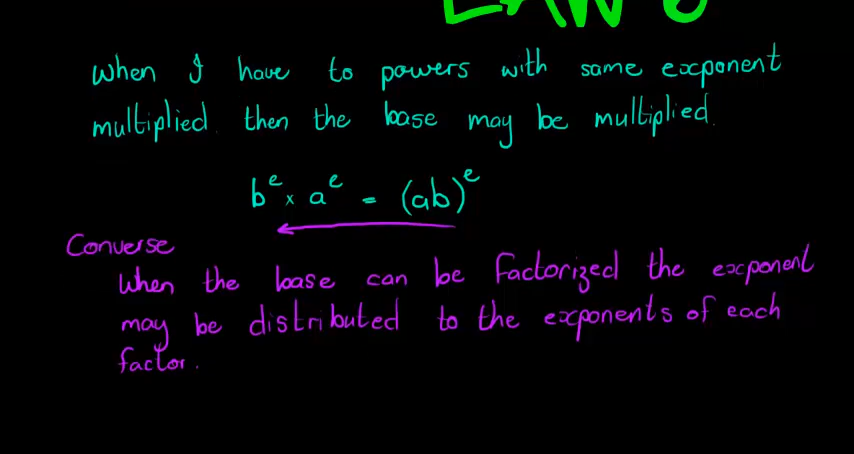 LAW
When I have to powers with same exponent
multiplied. then the base may be multiplied.
b^e × a^e = (ab)^e
Converse
When the base can be factorized the exponent
may be distributed to the exponents of each
factor.